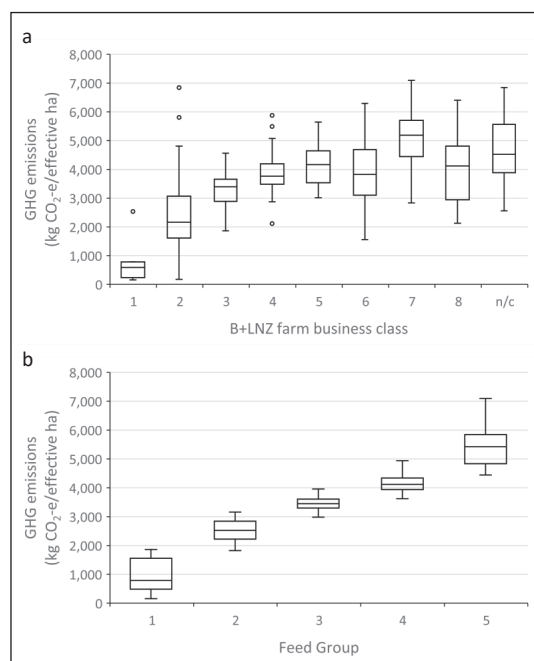 a
GHG emissions
(kg CO₂-e/effective ha)
8,000
7,000
6,000
5,000
4,000
3,000
2,000
1,000
0
1 2 3 4 5 6 7 8 n/c
B+LNZ farm business class
b
GHG emissions
(kg CO₂-e/effective ha)
8,000
7,000
6,000
5,000
4,000
3,000
2,000
1,000
0
1 2 3 4 5
Feed Group